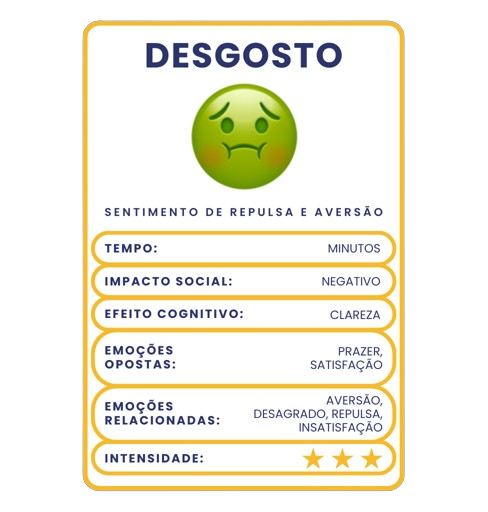 DESGOSTO
SENTIMENTO DE REPULSA E AVERSÃO
TEMPO: MINUTOS
IMPACTO SOCIAL: NEGATIVO
EFEITO COGNITIVO: CLAREZA
EMOÇÕES
OPOSTAS:
PRAZER,
SATISFAÇÃO
EMOÇÕES
RELACIONADAS:
AVERSÃO,
DESAGRADO, REPULSA,
INSATISFAÇÃO
INTENSIDADE: ★ ★ ★